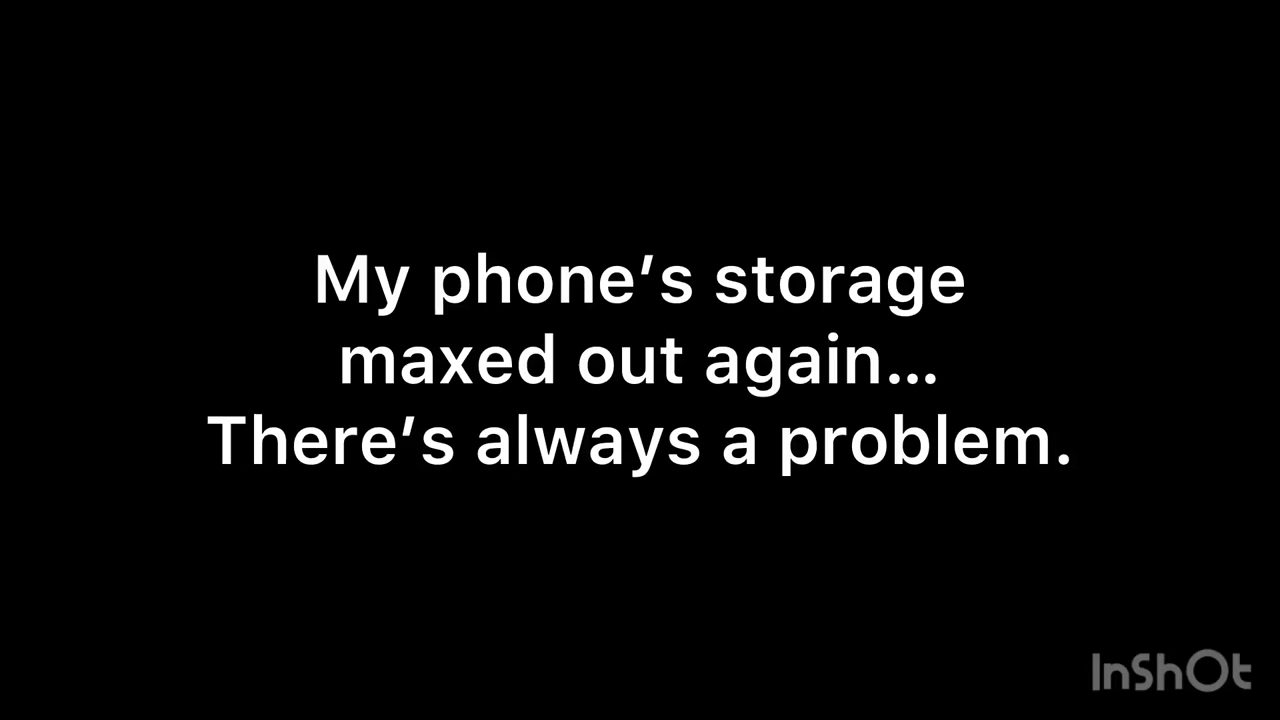 My phone’s storage
maxed out again...
There’s always a problem.
InShOt